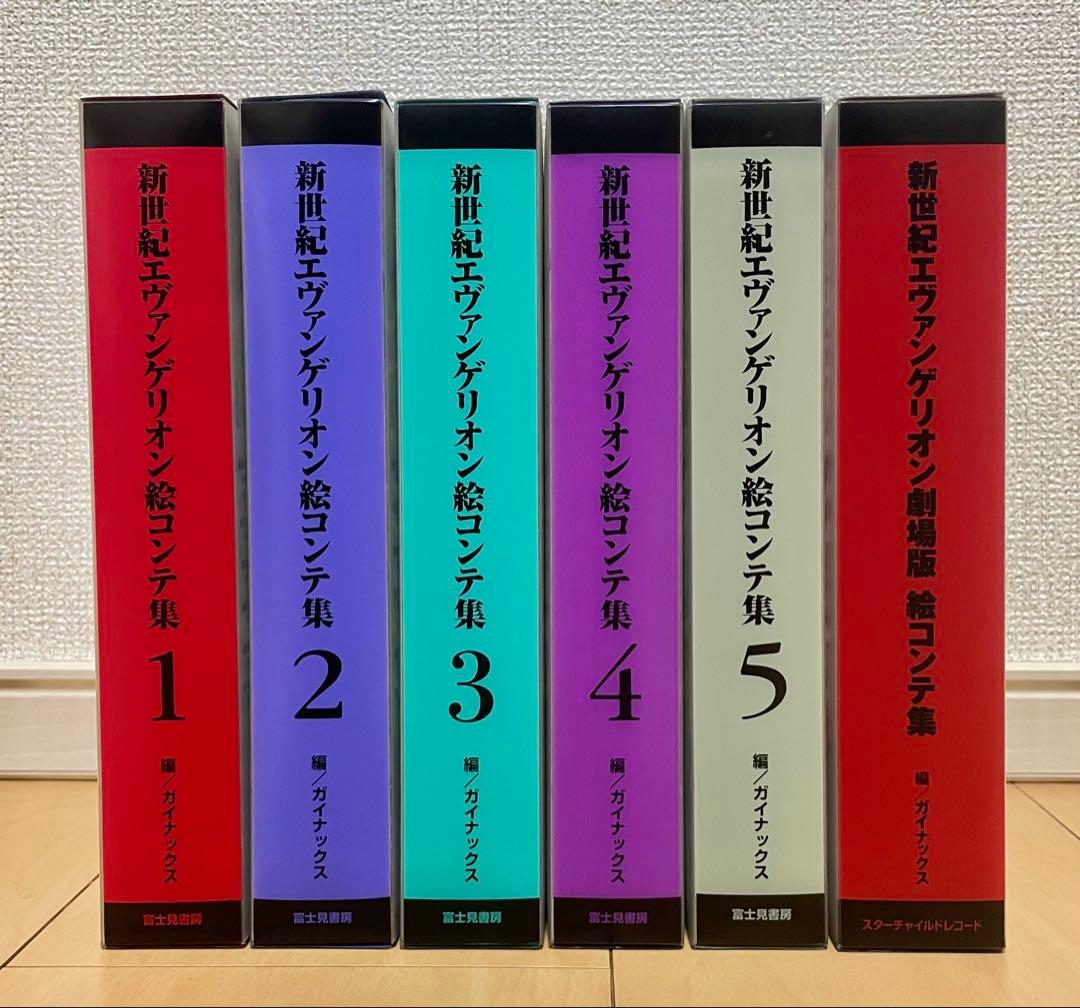 新世紀エヴァンゲリオン絵コンテ集
1
編/ガイナックス
富士見書房
新世紀エヴァンゲリオン絵コンテ集
2
編/ガイナックス
富士見書房
新世紀エヴァンゲリオン絵コンテ集
3
編/ガイナックス
富士見書房
新世紀エヴァンゲリオン絵コンテ集
4
編/ガイナックス
富士見書房
新世紀エヴァンゲリオン絵コンテ集
5
編/ガイナックス
富士見書房
新世紀エヴァンゲリオン劇場版 絵コンテ集
編/ガイナックス
スターチャイルドレコード